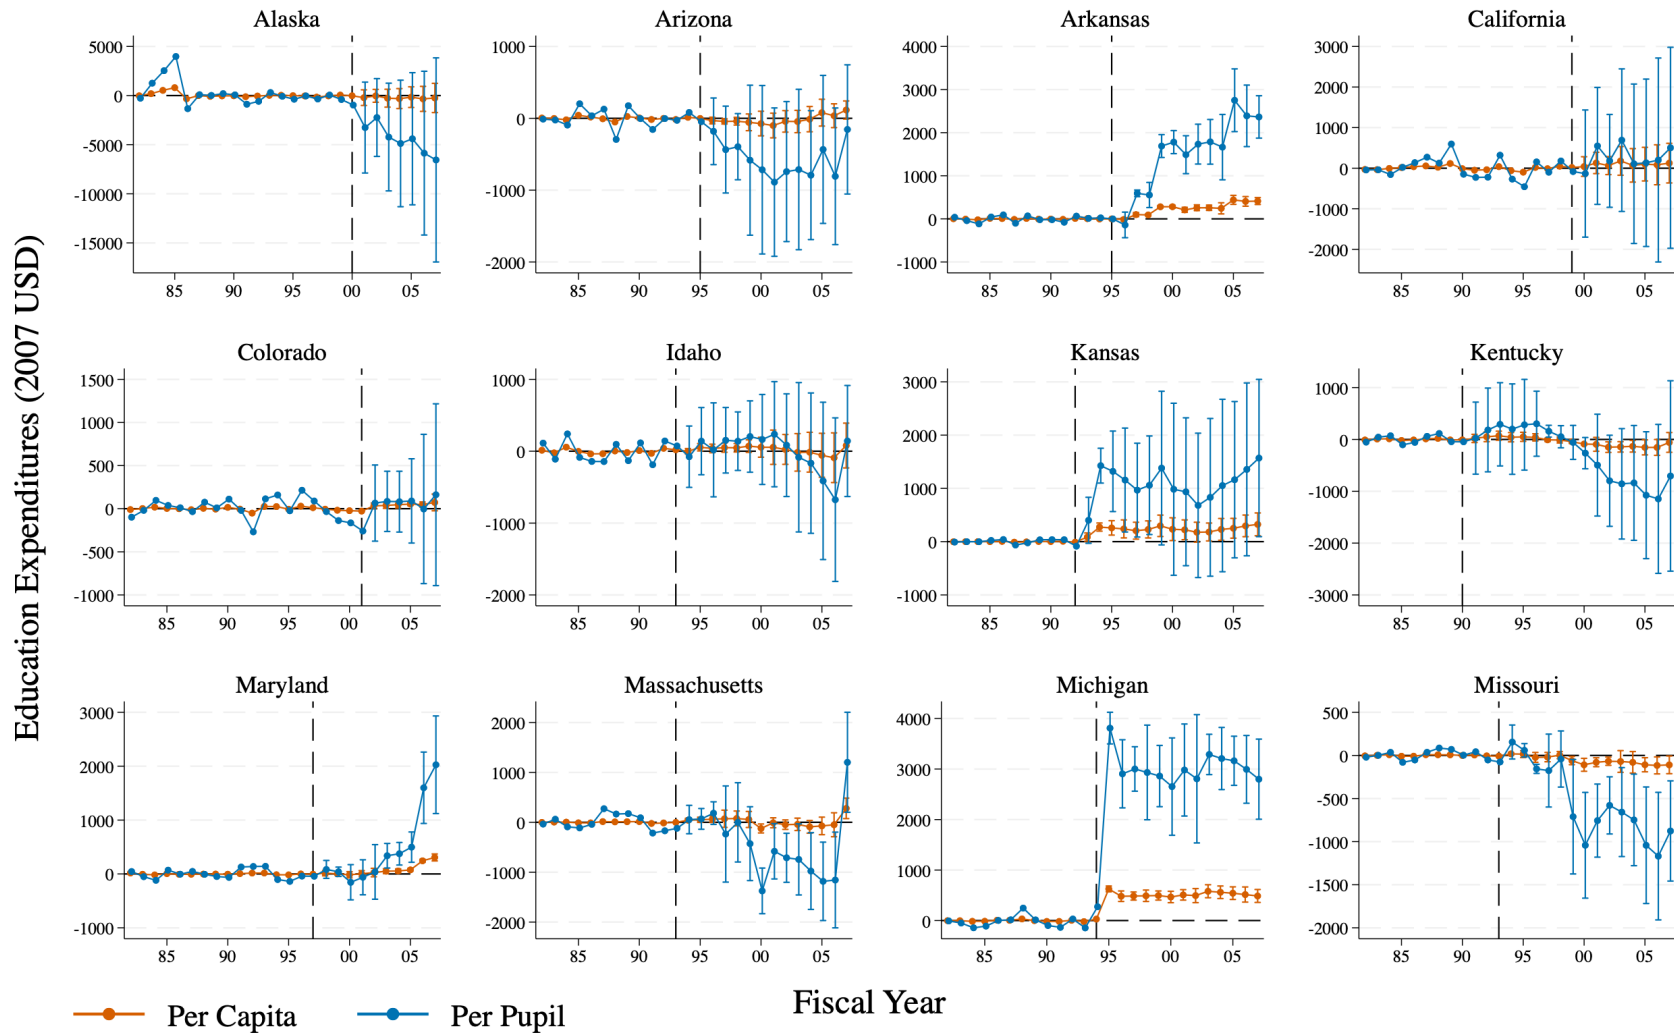 Education Expenditures (2007 USD)
Alaska
5000
0
-5000
-10000
-15000
85 90 95 00 05
Arizona
1000
0
-1000
-2000
85 90 95 00 05
Arkansas
4000
3000
2000
1000
0
-1000
85 90 95 00 05
California
3000
2000
1000
0
-1000
-2000
85 90 95 00 05
Colorado
1500
1000
500
0
-500
-1000
85 90 95 00 05
Idaho
1000
0
-1000
-2000
85 90 95 00 05
Kansas
3000
2000
1000
0
-1000
85 90 95 00 05
Kentucky
1000
0
-1000
-2000
-3000
85 90 95 00 05
Maryland
3000
2000
1000
0
-1000
85 90 95 00 05
Massachusetts
2000
1000
0
-1000
-2000
85 90 95 00 05
Michigan
4000
3000
2000
1000
0
85 90 95 00 05
Missouri
500
0
-500
-1000
-1500
-2000
85 90 95 00 05
Fiscal Year
Per Capita Per Pupil